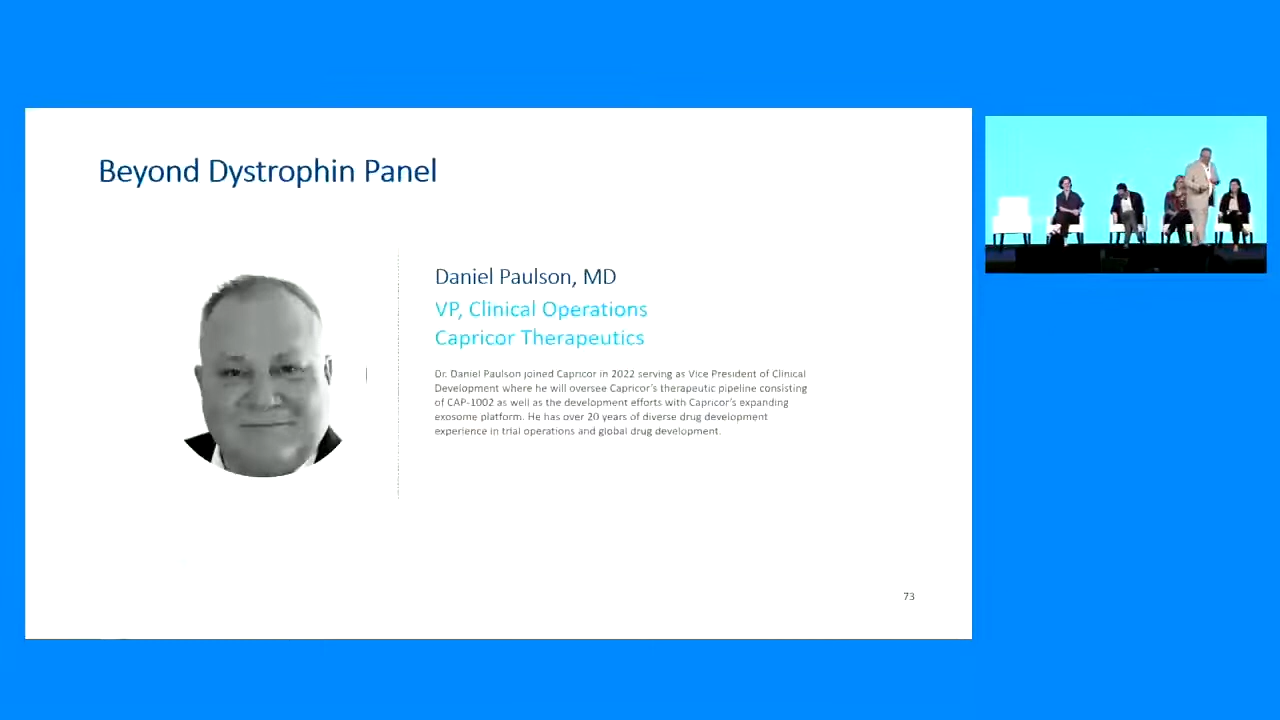 Beyond Dystrophin Panel
Daniel Paulson, MD
VP, Clinical Operations
Capricor Therapeutics
Dr. Daniel Paulson joined Capricor in 2022 serving as Vice President of Clinical
Development where he will oversee Capricor's therapeutic pipeline consisting
of CAP-1002 as well as the development efforts with Capricor's expanding
exosome platform. He has over 20 years of diverse drug development
experience in trial operations and global drug development.
73